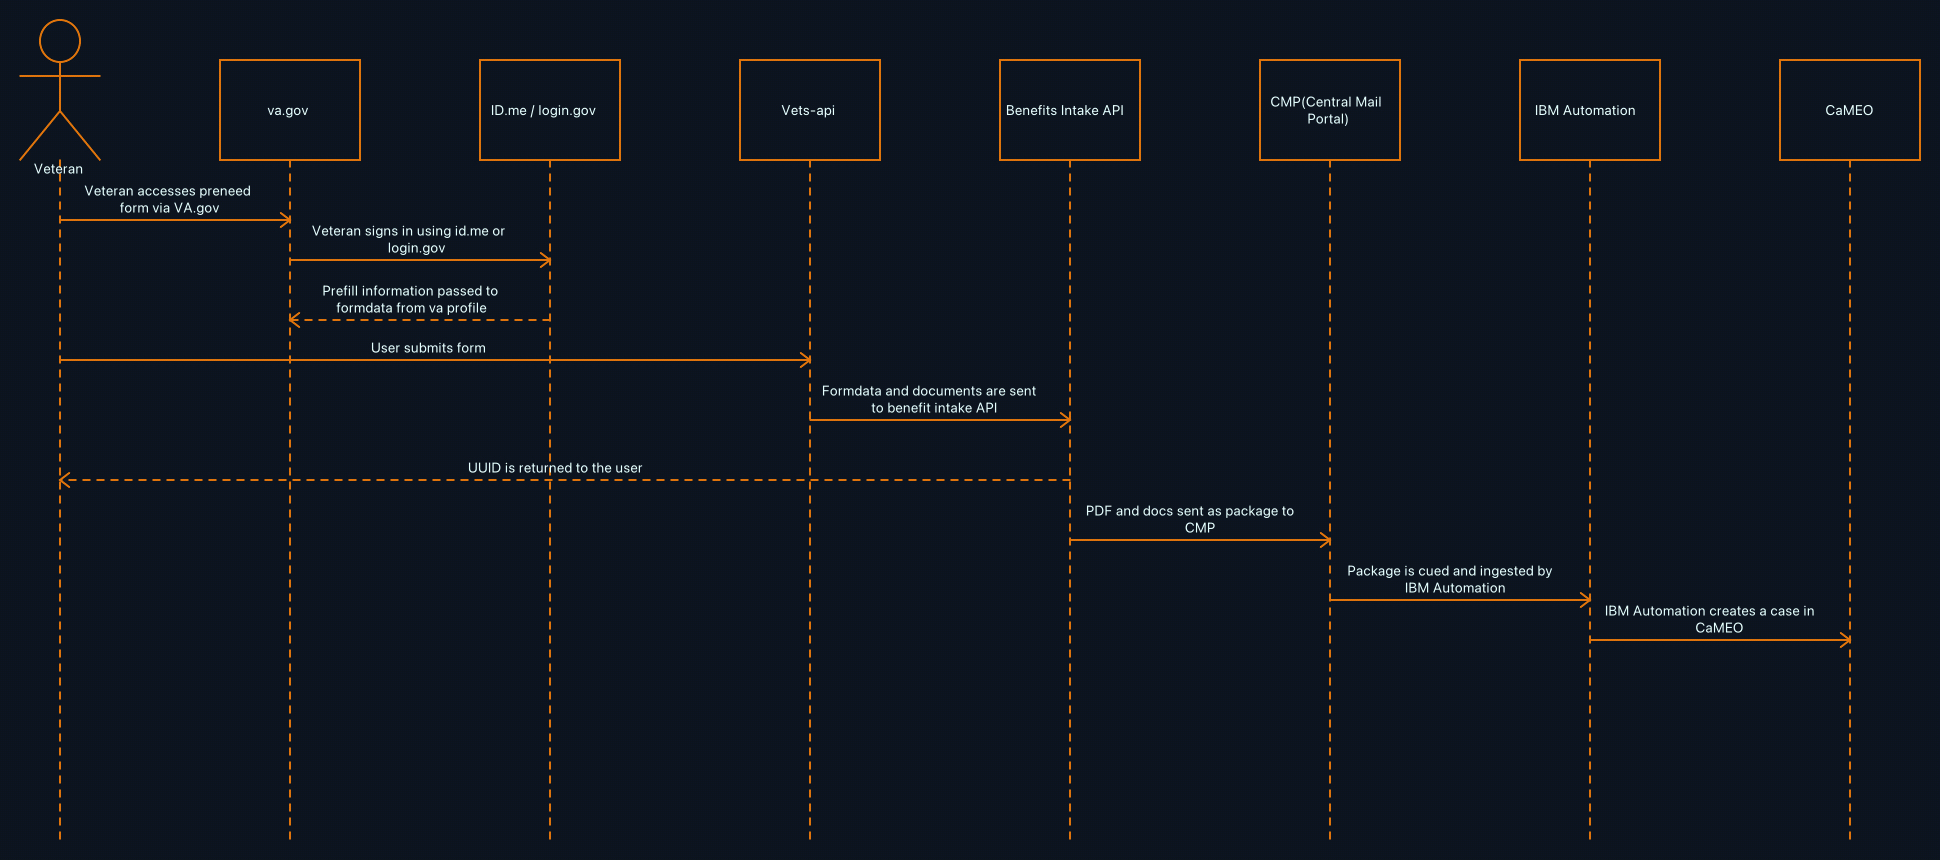 va.gov
ID.me / login.gov
Vets-api
Benefits Intake API
CMP(Central Mail
Portal)
IBM Automation
CaMEO
Veteran
Veteran accesses preneed
form via VA.gov
Veteran signs in using id.me or
login.gov
Prefill information passed to
formdata from va profile
User submits form
Formdata and documents are sent
to benefit intake API
UUID is returned to the user
PDF and docs sent as package to
CMP
Package is cued and ingested by
IBM Automation
IBM Automation creates a case in
CaMEO